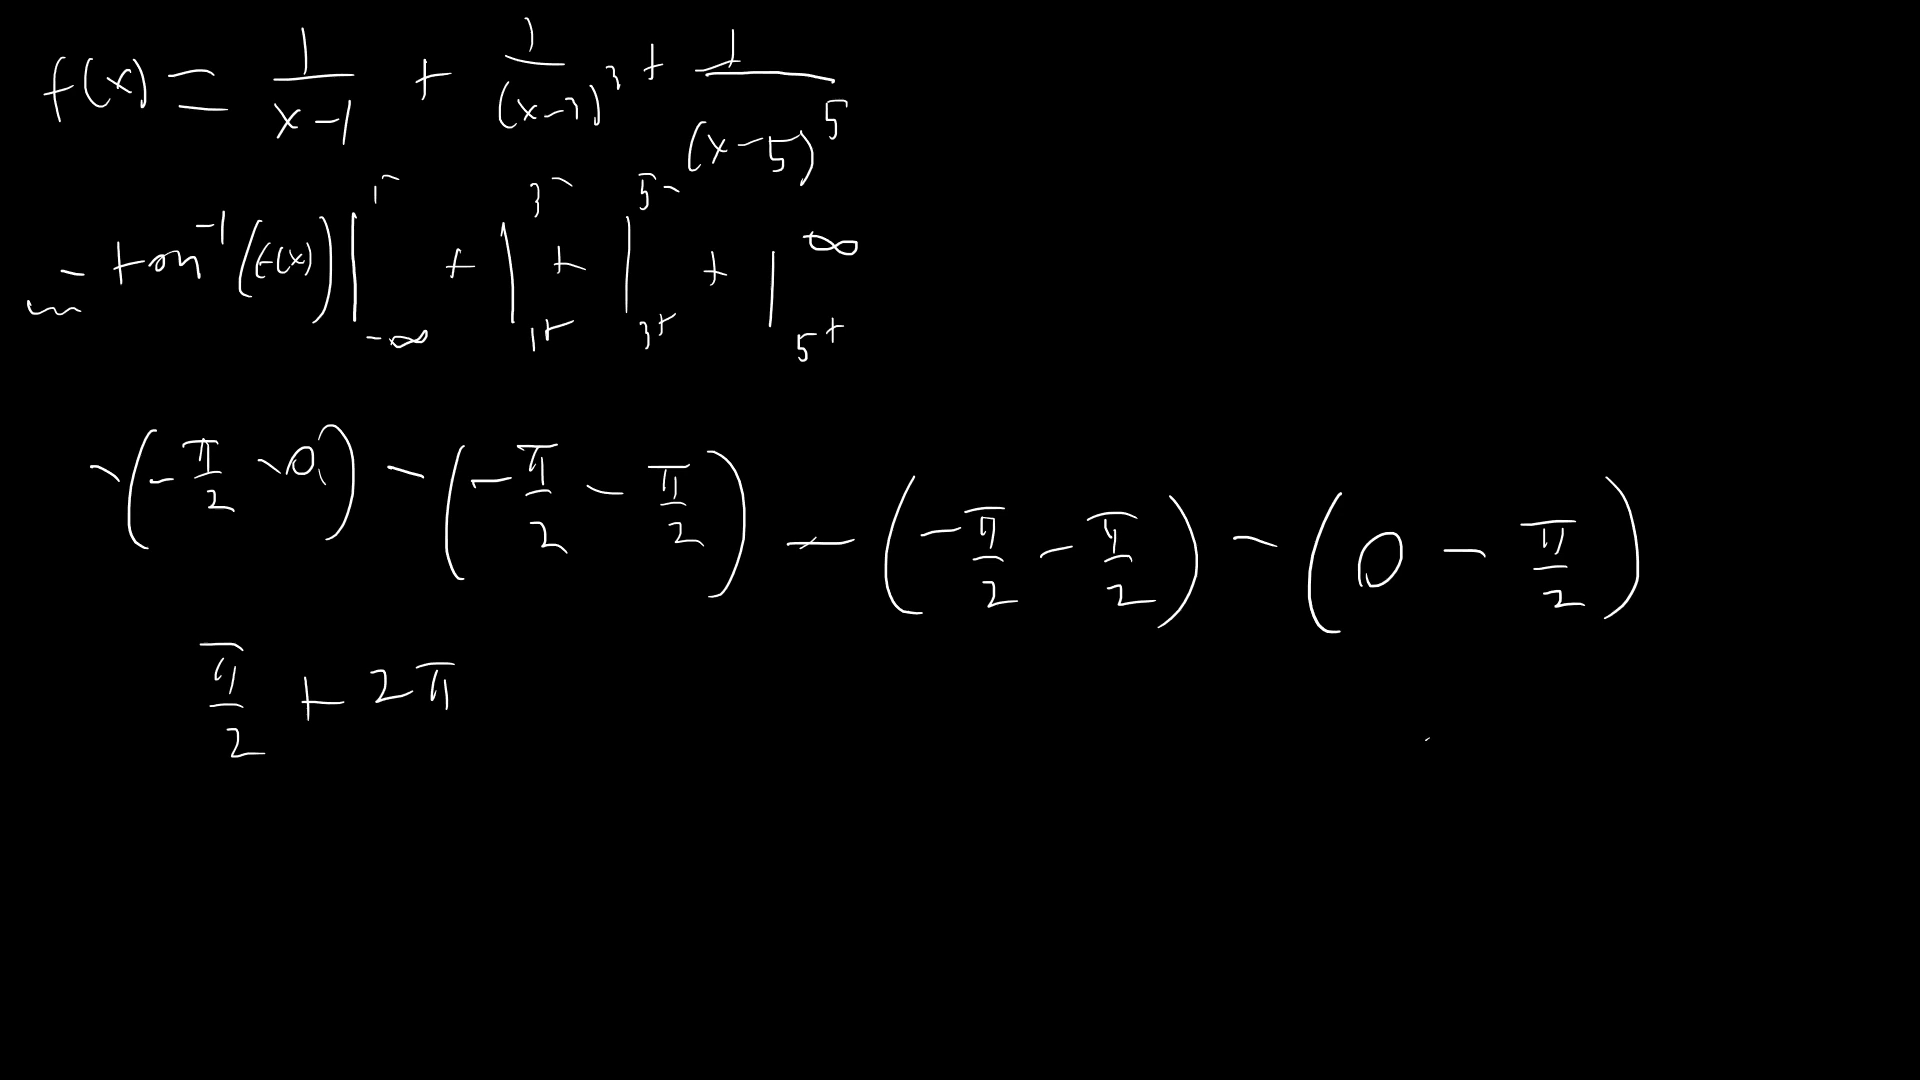 f(x) = 1/(x-1) + 1/(x-3)^3 + 1/(x-5)^5
- tan^-1(f(x)) |_{-∞}^{1^-} + |_{1^+}^{3^-} + |_{3^+}^{5^-} + |_{5^+}^{∞}
-(-π/2 - 0) - (-π/2 - π/2) - (-π/2 - π/2) - (0 - π/2)
π/2 + 2π